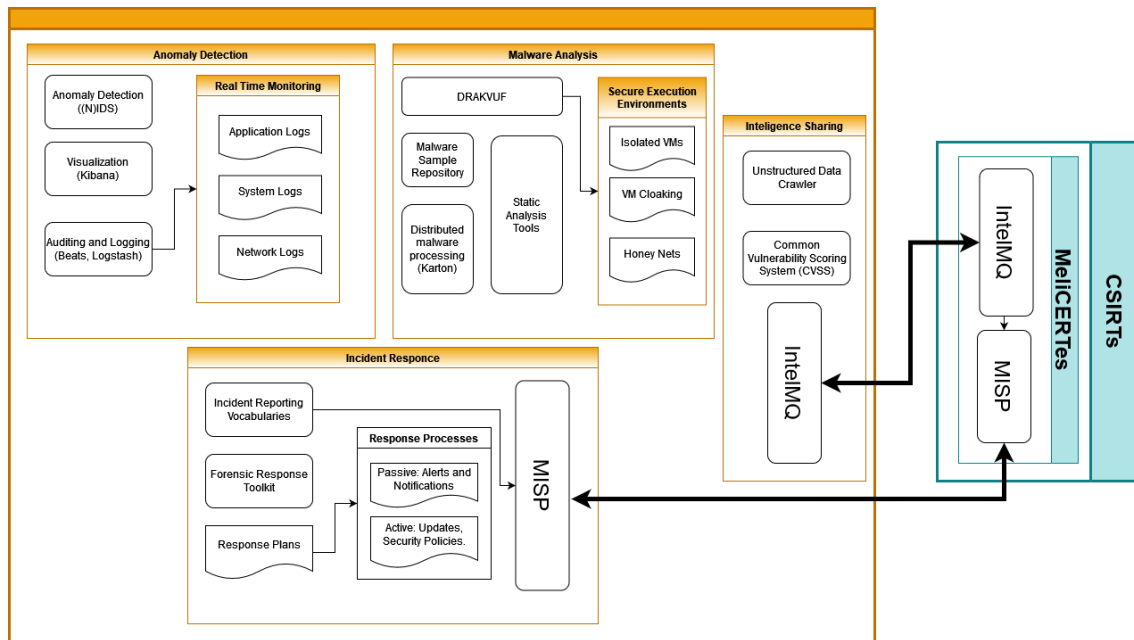 Anomaly Detection
Anomaly Detection
((N)IDS)
Visualization
(Kibana)
Auditing and Logging
(Beats, Logstash)
Real Time Monitoring
Application Logs
System Logs
Network Logs
Malware Analysis
DRAKVUF
Malware
Sample
Repository
Distributed
malware
processing
(Karton)
Static
Analysis
Tools
Secure Execution
Environments
Isolated VMs
VM Cloaking
Honey Nets
Inteligence Sharing
Unstructured Data
Crawler
Common
Vulnerability Scoring
System (CVSS)
IntelMQ
Incident Responce
Incident Reporting
Vocabularies
Forensic Response
Toolkit
Response Plans
Response Processes
Passive: Alerts and
Notifications
Active: Updates,
Security Policies.
MISP
IntelMQ
MISP
MeliCERTes
CSIRTs